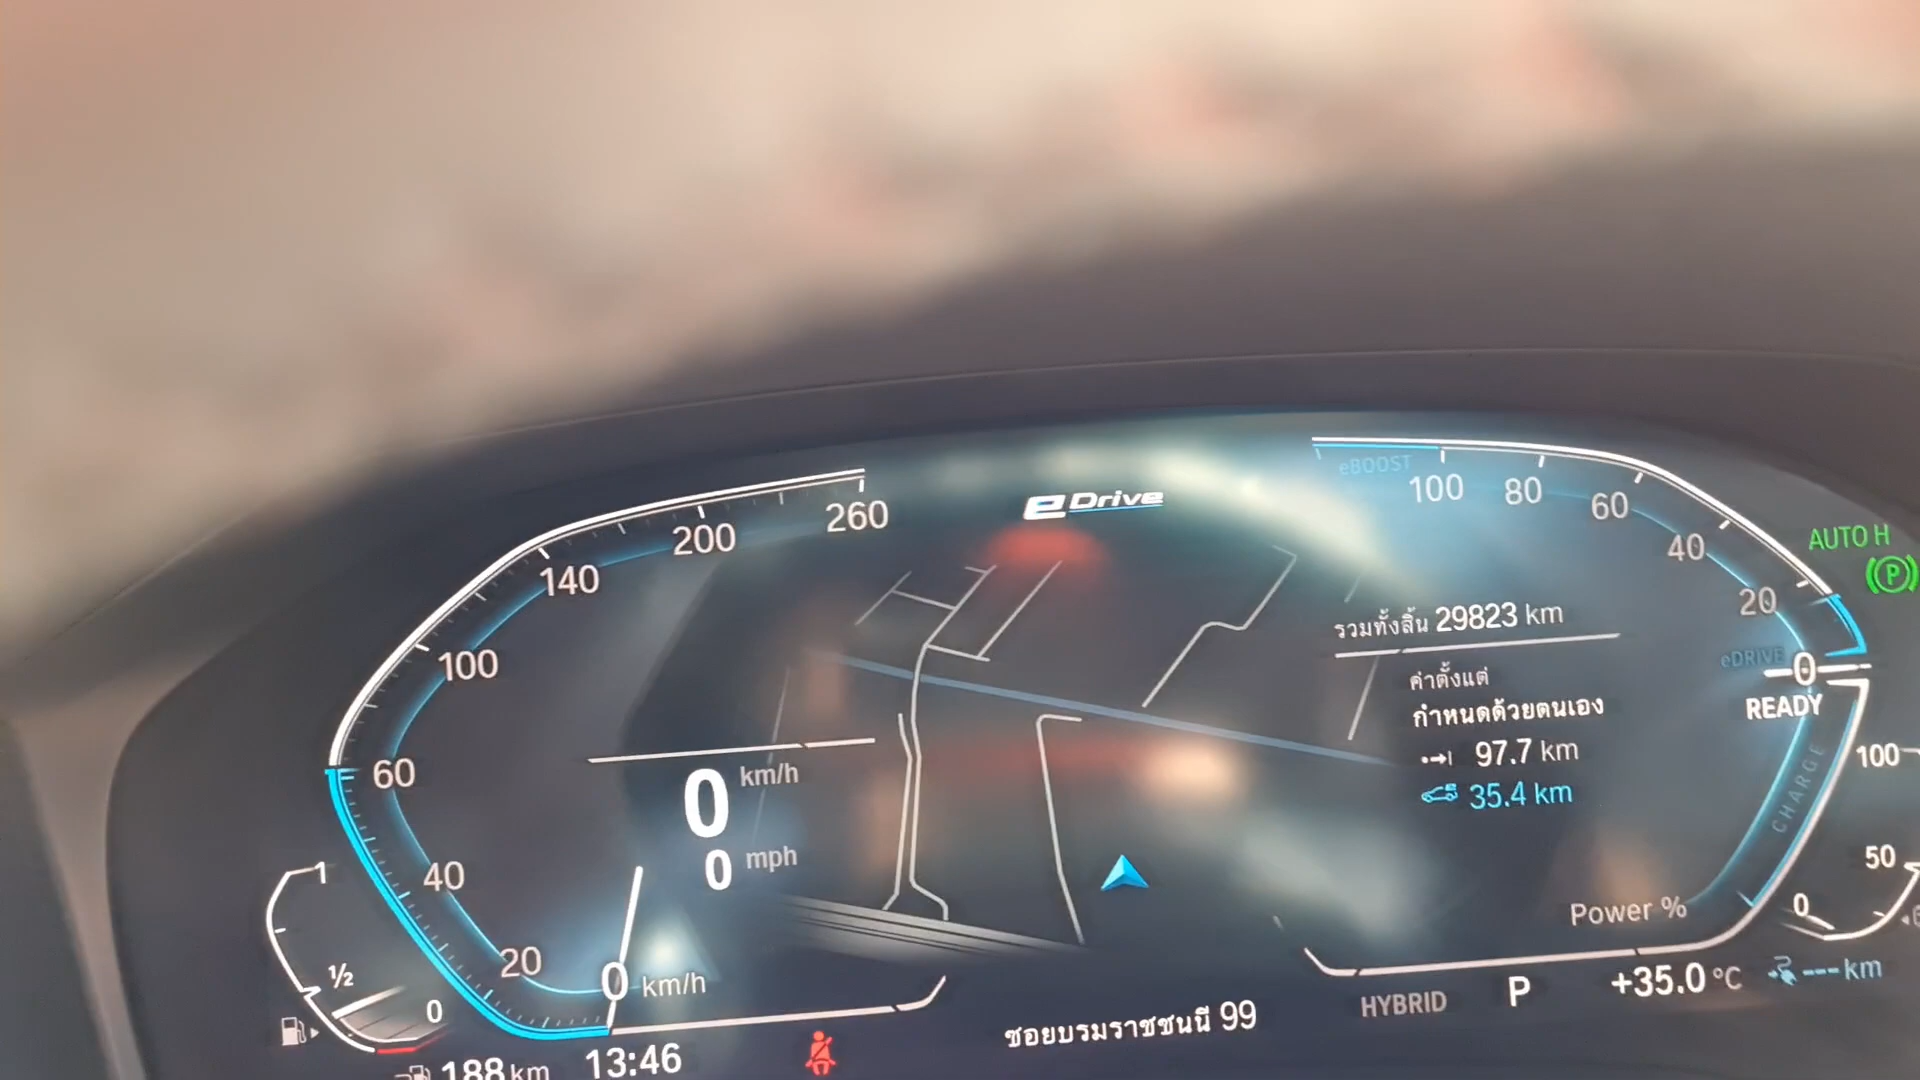 eDrive
260
200
140
100
60
40
20
0 km/h
0 km/h
0 mph
eBOOST
100
80
60
40
20
eDRIVE
0
READY
CHARGE
Power %
AUTO H
P
รวมทั้งสิ้น 29823 km
ค่าตั้งแต่
กำหนดด้วยตนเอง
97.7 km
35.4 km
100
50
0
1
½
0
188 km
13:46
ซอยบรมราชชนนี 99
HYBRID
P
+35.0 °C
--- km